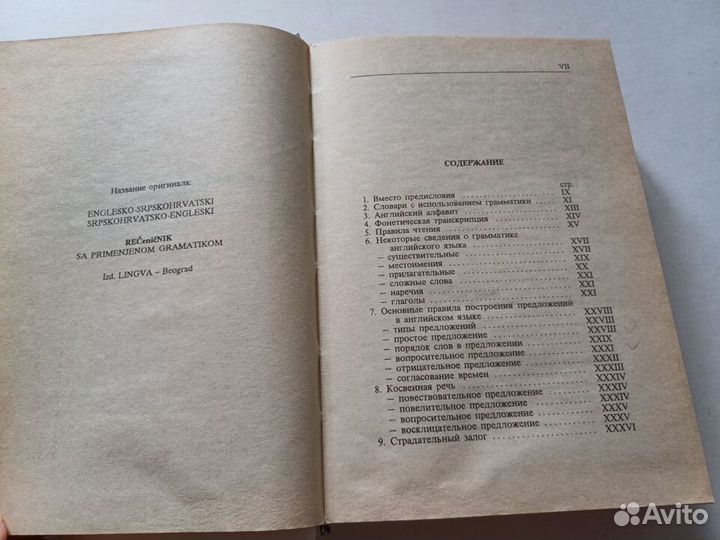 Название оригинала:
ENGLESKO-SRPSKOHRVATSKI
SRPSKOHRVATSKO-ENGLESKI
REČeničNIK
SA PRIMENJENOM GRAMATIKOM
Izd. LINGVA – Beograd
VII
СОДЕРЖАНИЕ
стр.
1. Вместо предисловия IX
2. Словари с использованием грамматики XI
3. Английский алфавит XIII
4. Фонетическая транскрипция XIV
5. Правила чтения XV
6. Некоторые сведения о грамматике
английского языка XVII
– существительные XVII
– местоимения XIX
– прилагательные XX
– сложные слова XXI
– наречия XXI
– глаголы XXI
7. Основные правила построения предложений
в английском языке XXVIII
– типы предложений XXVIII
– простое предложение XXVIII
– порядок слов в предложении XXIX
– вопросительное предложение XXXI
– отрицательное предложение XXXII
– согласование времен XXXIII
8. Косвенная речь XXXIV
– повествовательное предложение XXXIV
– повелительное предложение XXXIV
– вопросительное предложение XXXV
– восклицательное предложение XXXV
9. Страдательный залог XXXVI
Avito